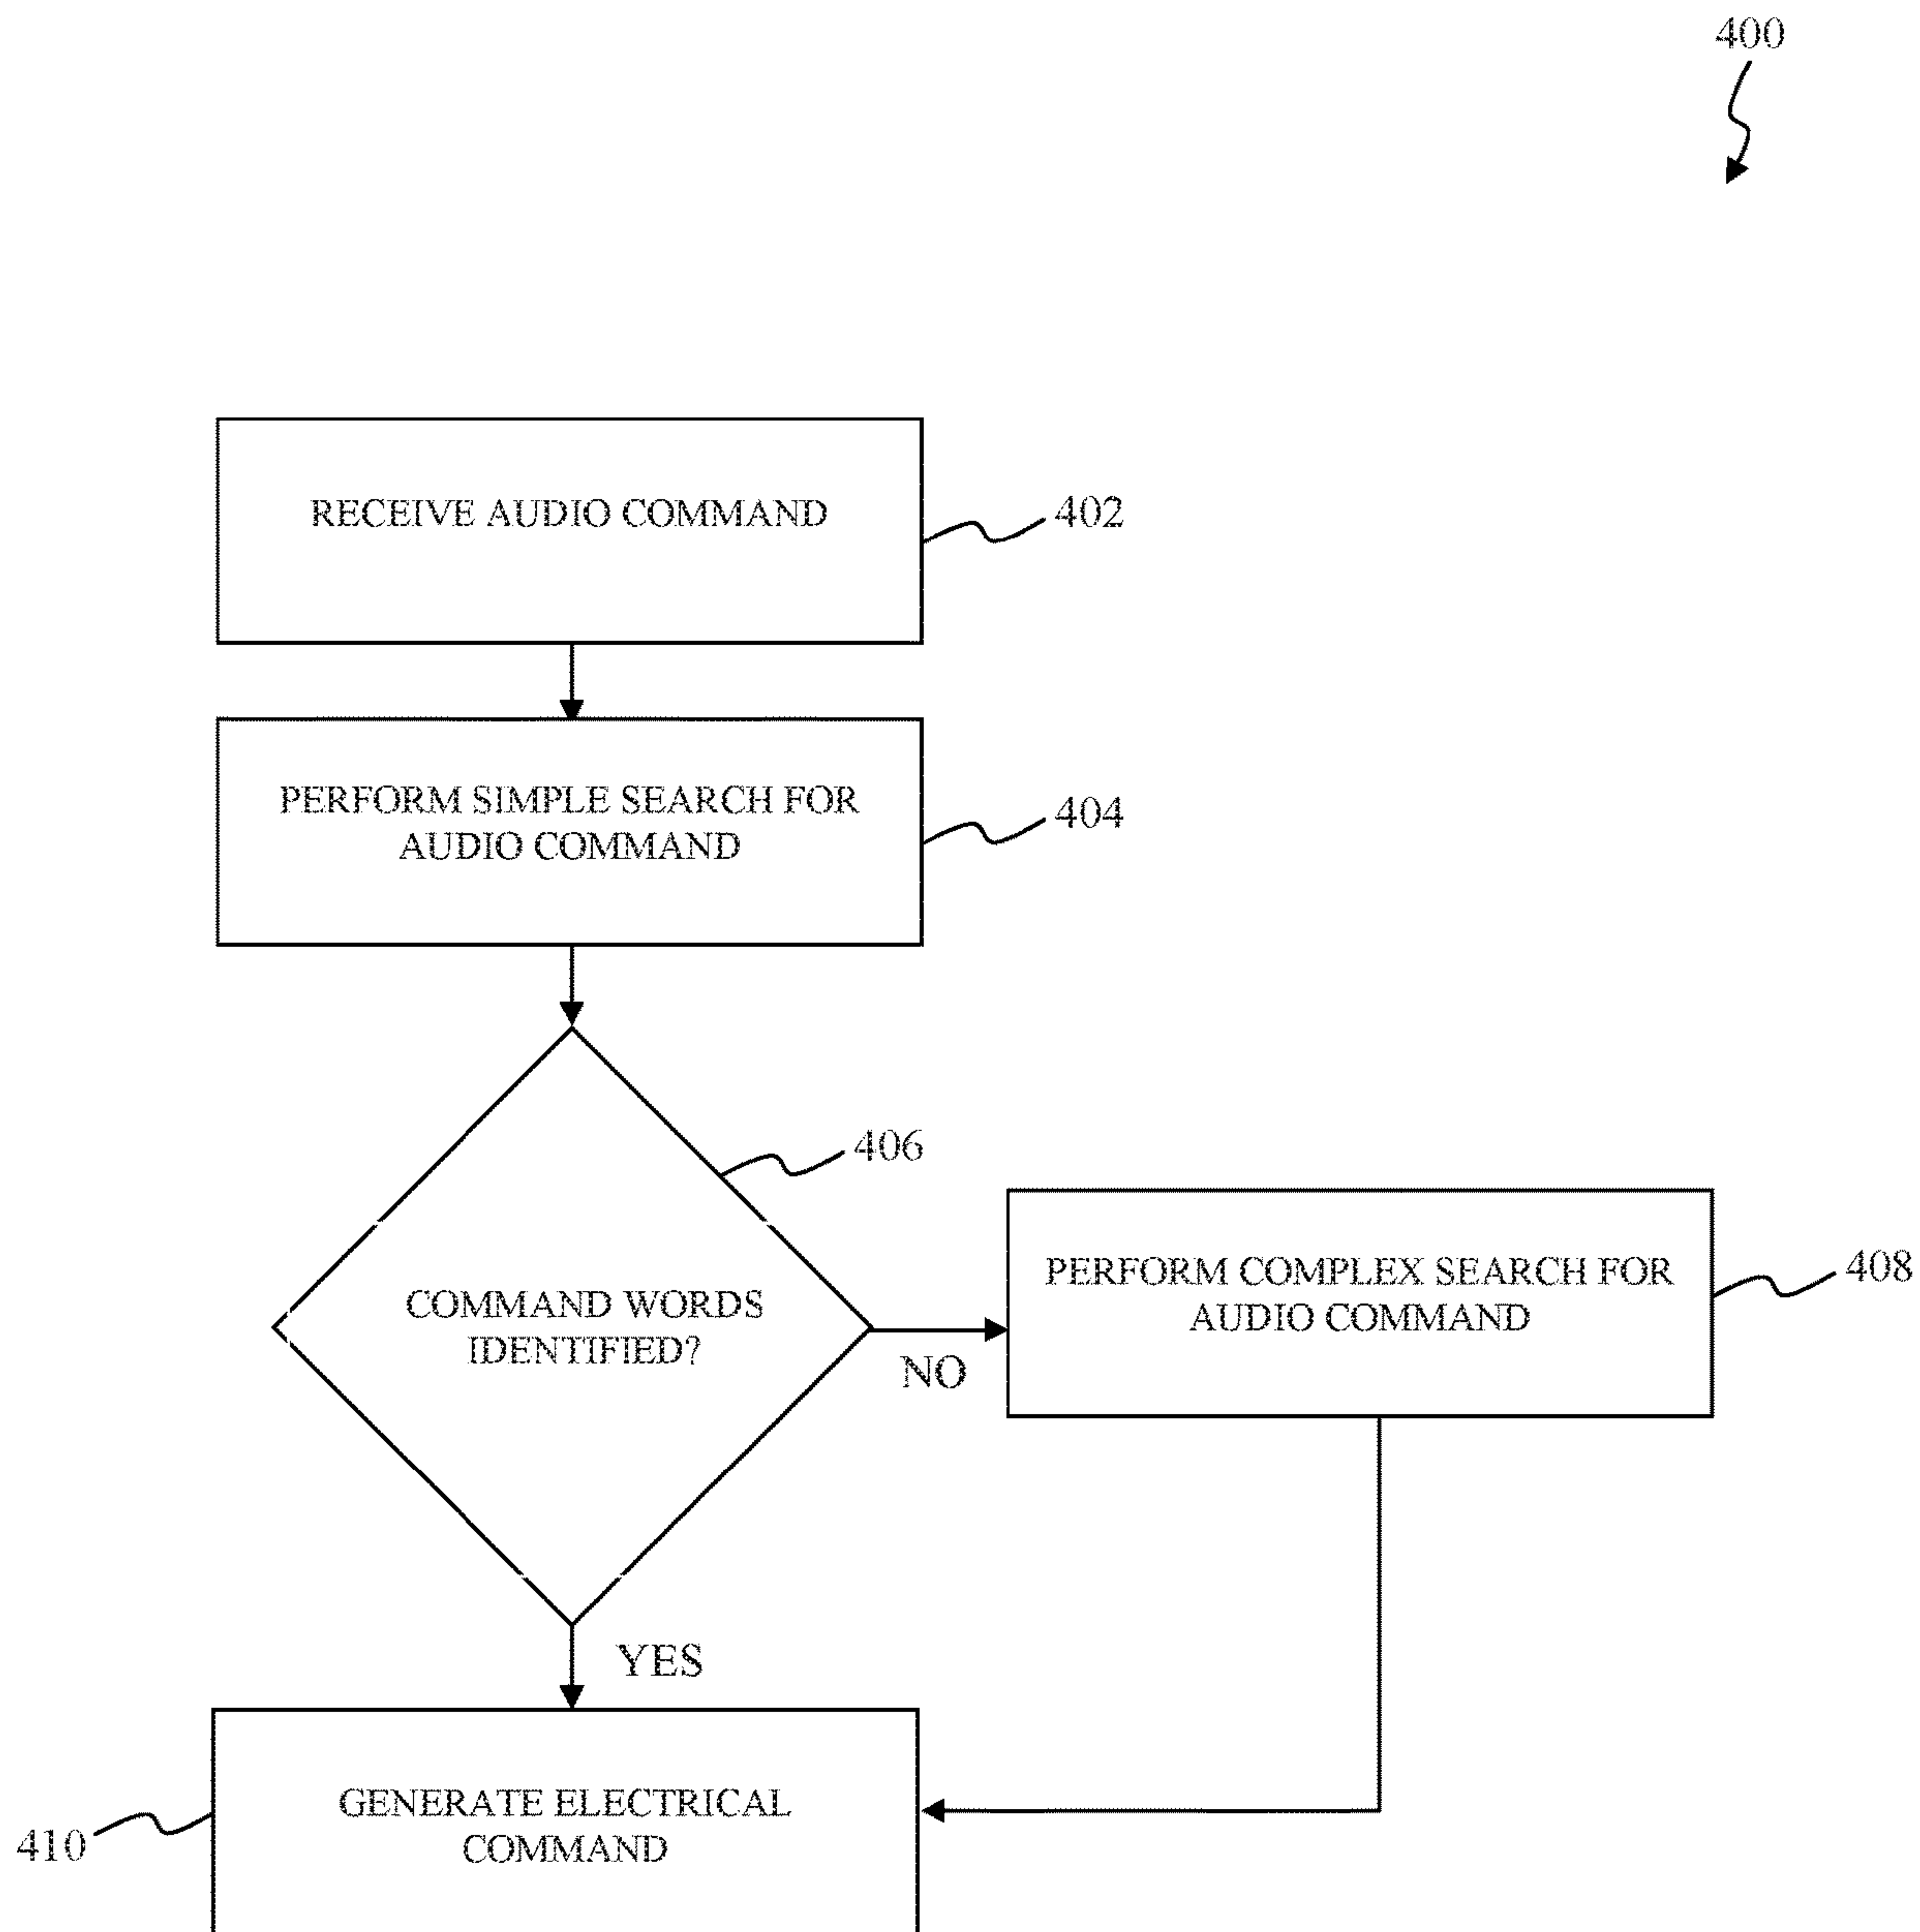 400
RECEIVE AUDIO COMMAND
402
PERFORM SIMPLE SEARCH FOR
AUDIO COMMAND
404
406
COMMAND WORDS
IDENTIFIED?
NO
PERFORM COMPLEX SEARCH FOR
AUDIO COMMAND
408
YES
GENERATE ELECTRICAL
COMMAND
410